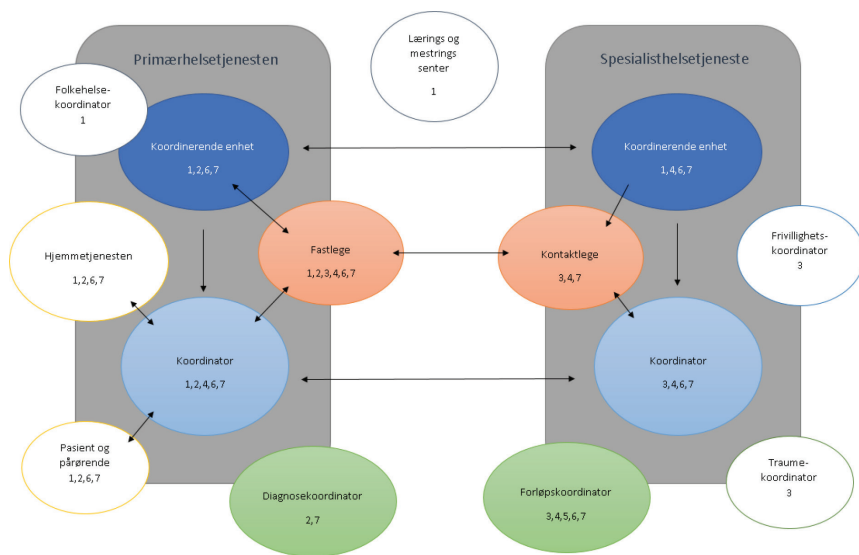 Primærhelsetjenesten
Lærings og
mestrings
senter
1
Spesialisthelsetjeneste
Folkehelse-
koordinator
1
Koordinerende enhet
1,2,6,7
Koordinerende enhet
1,4,6,7
Hjemmetjenesten
1,2,6,7
Fastlege
1,2,3,4,6,7
Kontaktlege
3,4,7
Frivillighets-
koordinator
3
Koordinator
1,2,4,6,7
Koordinator
3,4,6,7
Pasient og
pårørende
1,2,6,7
Diagnosekoordinator
2,7
Forløpskoordinator
3,4,5,6,7
Traume-
koordinator
3